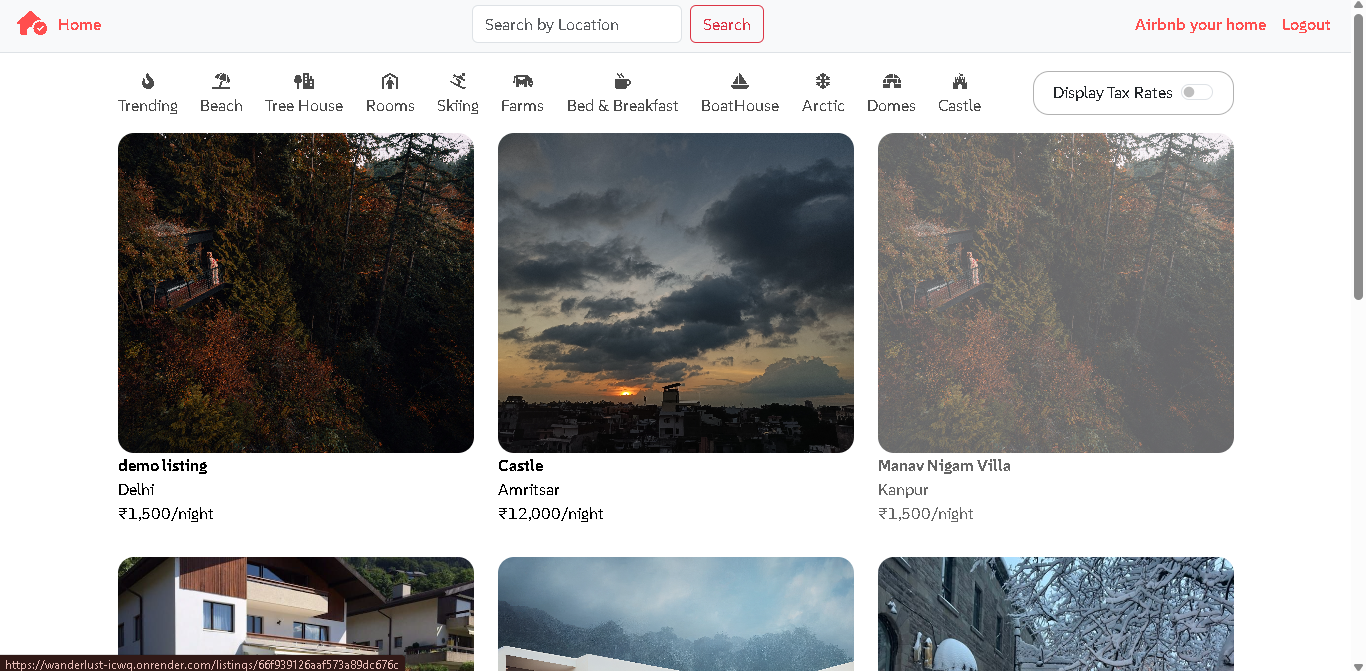 Home
Search by Location
Search
Airbnb your home
Logout
Trending
Beach
Tree House
Rooms
Skiing
Farms
Bed & Breakfast
BoatHouse
Arctic
Domes
Castle
Display Tax Rates
demo listing
Delhi
₹1,500/night
Castle
Amritsar
₹12,000/night
Manav Nigam Villa
Kanpur
₹1,500/night
https://wanderlust-icwq.onrender.com/listings/66f939126aaf573a89dc676c